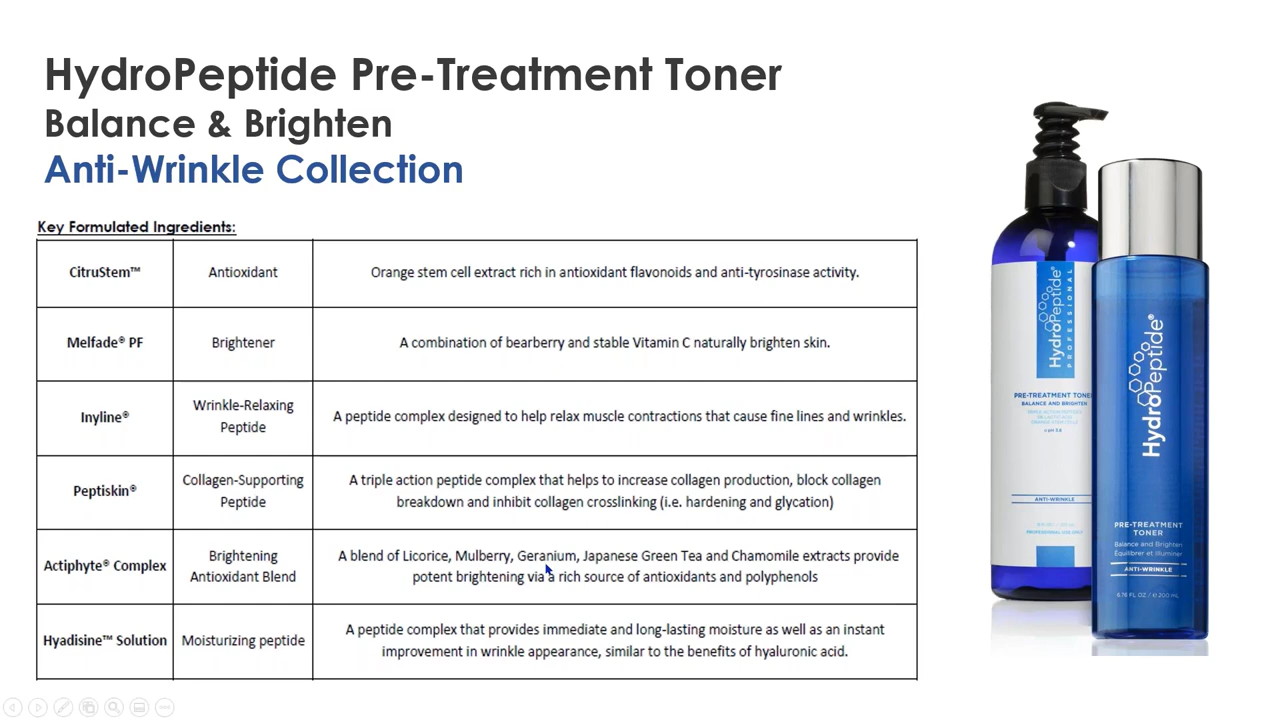 HydroPeptide Pre-Treatment Toner
Balance & Brighten
Anti-Wrinkle Collection
Key Formulated Ingredients:
CitruStem™
Antioxidant
Orange stem cell extract rich in antioxidant flavonoids and anti-tyrosinase activity.
Melfade® PF
Brightener
A combination of bearberry and stable Vitamin C naturally brighten skin.
Inyline®
Wrinkle-Relaxing
Peptide
A peptide complex designed to help relax muscle contractions that cause fine lines and wrinkles.
Peptiskin®
Collagen-Supporting
Peptide
A triple action peptide complex that helps to increase collagen production, block collagen
breakdown and inhibit collagen crosslinking (i.e. hardening and glycation)
Actiphyte® Complex
Brightening
Antioxidant Blend
A blend of Licorice, Mulberry, Geranium, Japanese Green Tea and Chamomile extracts provide
potent brightening via a rich source of antioxidants and polyphenols
Hyadisine™ Solution
Moisturizing peptide
A peptide complex that provides immediate and long-lasting moisture as well as an instant
improvement in wrinkle appearance, similar to the benefits of hyaluronic acid.
HydroPeptide®
PROFESSIONAL
PRE-TREATMENT TONE
BALANCE AND BRIGHTEN
ANTI-WRINKLE
PROFESSIONAL USE ONLY
HydroPeptide®
PRE-TREATMENT
TONER
Balance and Brighten
Équilibrer et Illuminer
ANTI-WRINKLE
6.76 FL OZ / ℮ 200 mL